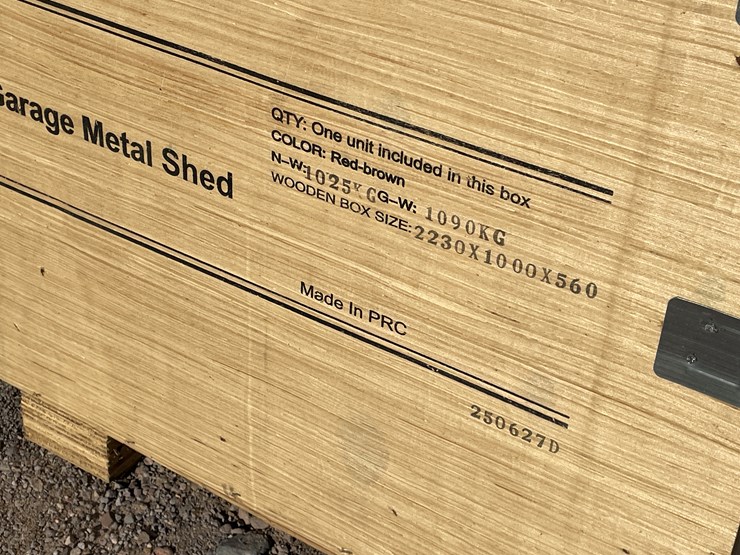 Garage Metal Shed
QTY: One unit included in this box
COLOR: Red-brown
N-W:1025KGG-W: 1090KG
WOODEN BOX SIZE:2230X1000X560
Made In PRC
250627D